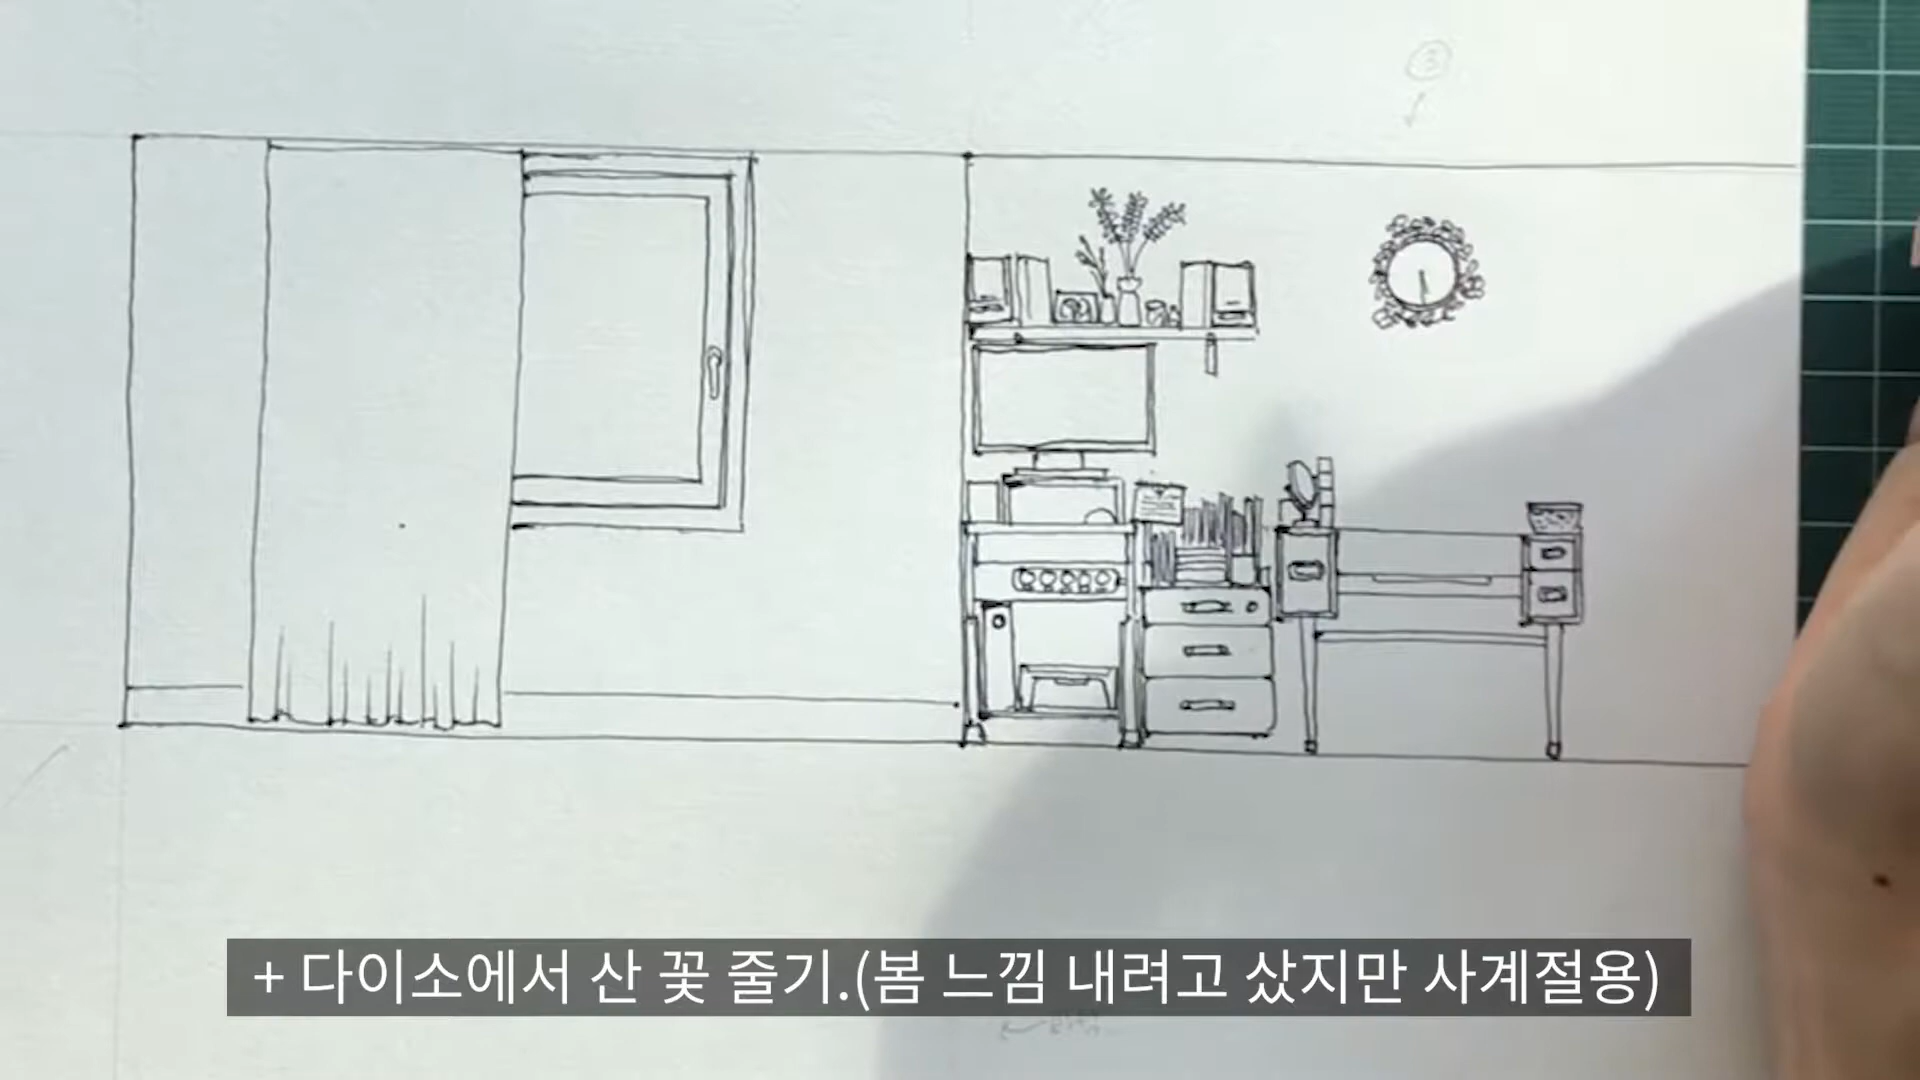 ③
+ 다이소에서 산 꽃 줄기.(봄 느낌 내려고 샀지만 사계절용)